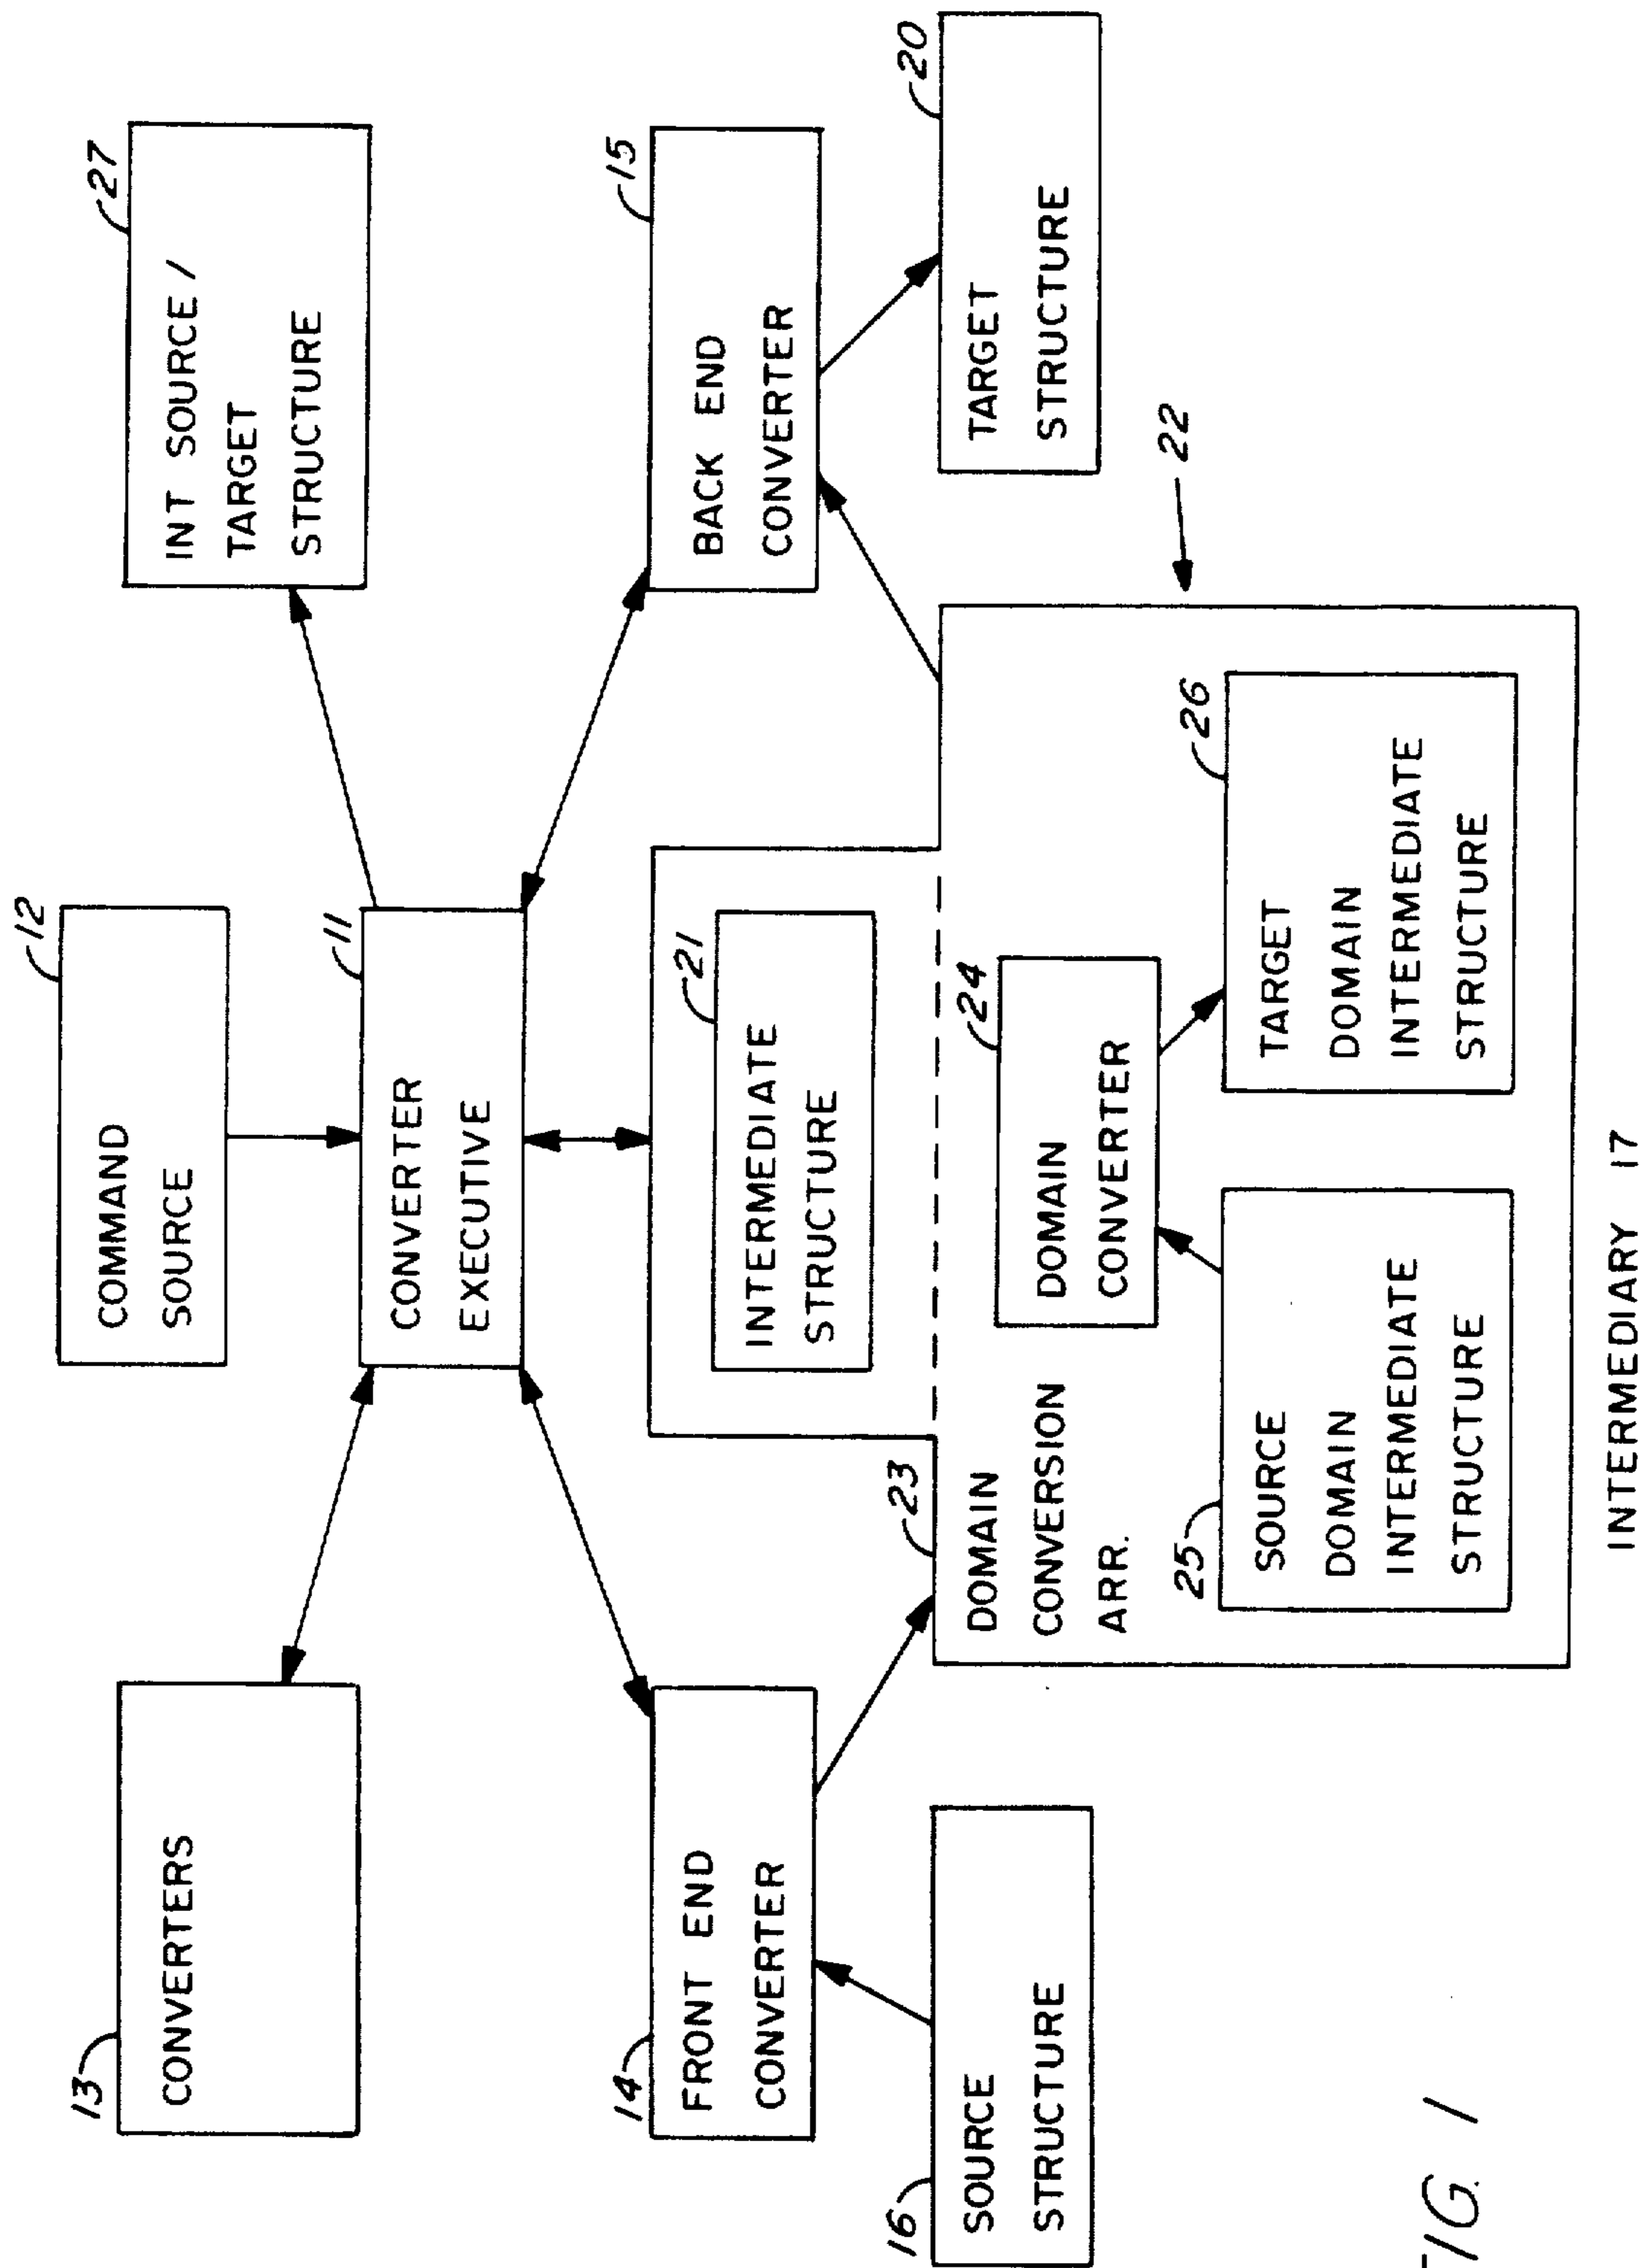 13
CONVERTERS
12
COMMAND
SOURCE
27
INT SOURCE /
TARGET
STRUCTURE
11
CONVERTER
EXECUTIVE
14
FRONT END
CONVERTER
21
INTERMEDIATE
STRUCTURE
15
BACK END
CONVERTER
16
SOURCE
STRUCTURE
23
DOMAIN
CONVERSION
ARR.
24
DOMAIN
CONVERTER
20
TARGET
STRUCTURE
22
25
SOURCE
DOMAIN
INTERMEDIATE
STRUCTURE
26
TARGET
DOMAIN
INTERMEDIATE
STRUCTURE
INTERMEDIARY 17
FIG. 1